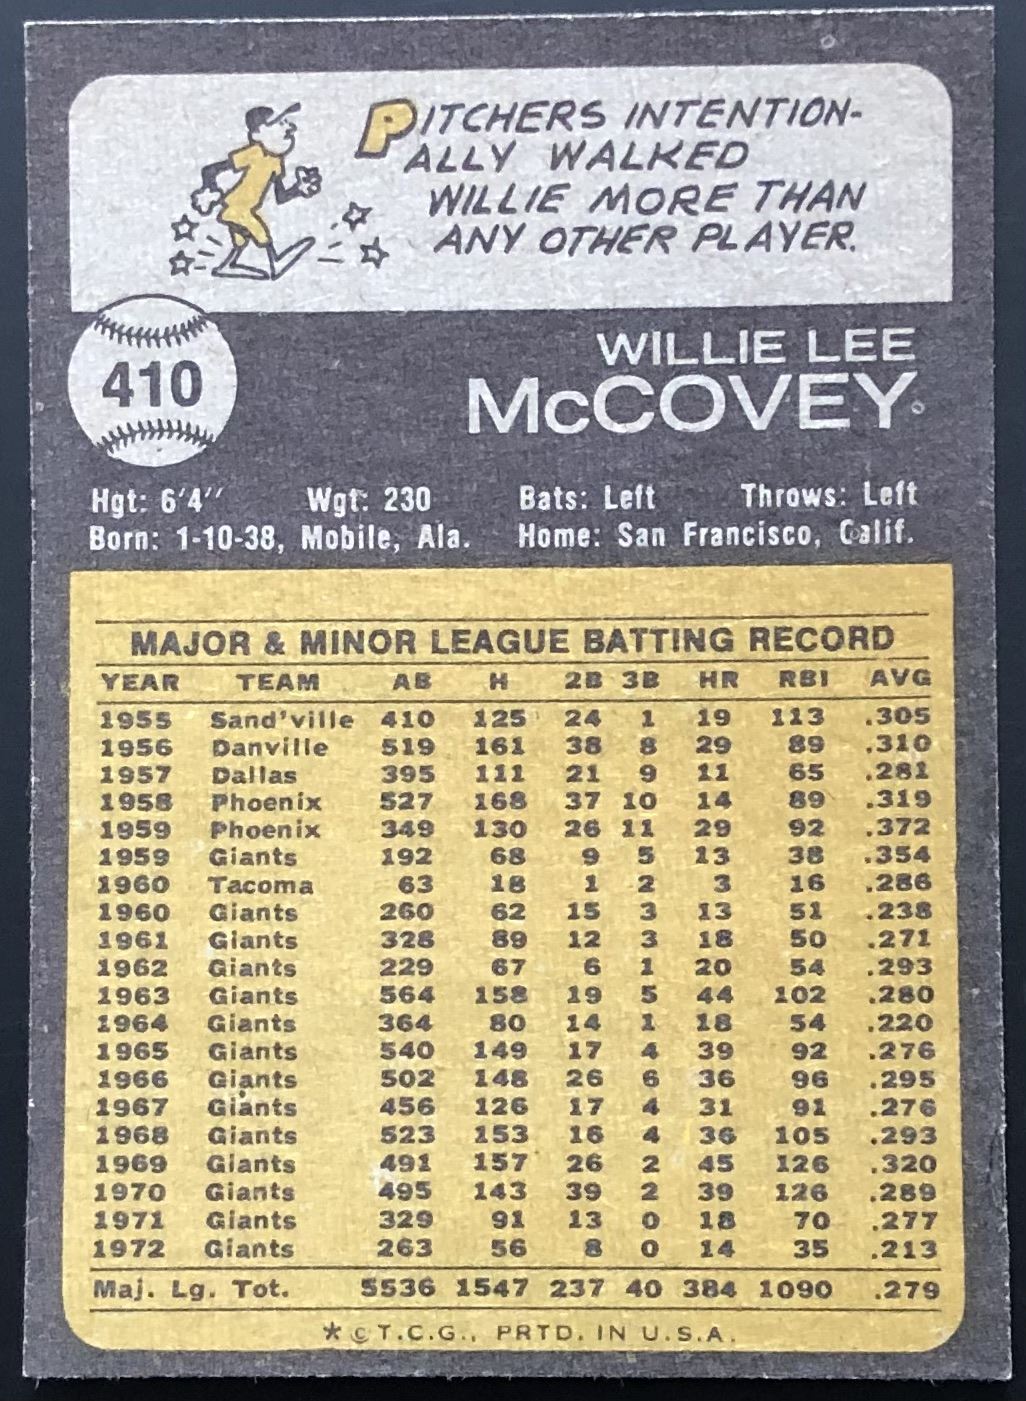 PITCHERS INTENTION-
ALLY WALKED
WILLIE MORE THAN
ANY OTHER PLAYER.
410
WILLIE LEE
McCOVEY
Hgt: 6'4" Wgt: 230 Bats: Left Throws: Left
Born: 1-10-38, Mobile, Ala. Home: San Francisco, Calif.
MAJOR & MINOR LEAGUE BATTING RECORD
YEAR TEAM AB H 2B 3B HR RBI AVG
1955 Sand'ville 410 125 24 1 19 113 .305
1956 Danville 519 161 38 8 29 89 .310
1957 Dallas 395 111 21 9 11 65 .281
1958 Phoenix 527 168 37 10 14 89 .319
1959 Phoenix 349 130 26 11 29 92 .372
1959 Giants 192 68 9 5 13 38 .354
1960 Tacoma 63 18 1 2 3 16 .286
1960 Giants 260 62 15 3 13 51 .238
1961 Giants 328 89 12 3 18 50 .271
1962 Giants 229 67 6 1 20 54 .293
1963 Giants 564 158 19 5 44 102 .280
1964 Giants 364 80 14 1 18 54 .220
1965 Giants 540 149 17 4 39 92 .276
1966 Giants 502 148 26 6 36 96 .295
1967 Giants 456 126 17 4 31 91 .276
1968 Giants 523 153 16 4 36 105 .293
1969 Giants 491 157 26 2 45 126 .320
1970 Giants 495 143 39 2 39 126 .289
1971 Giants 329 91 13 0 18 70 .277
1972 Giants 263 56 8 0 14 35 .213
Maj. Lg. Tot. 5536 1547 237 40 384 1090 .279
* © T.C.G., PRTD. IN U.S.A.